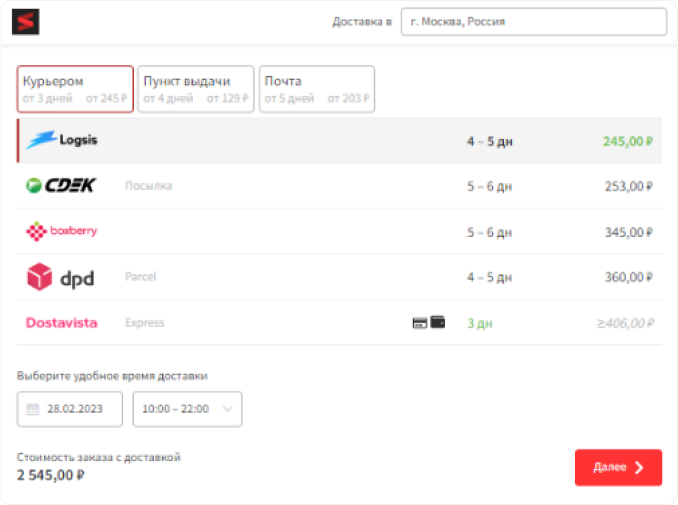 Доставка в г. Москва, Россия
Курьером Пункт выдачи Почта
от 3 дней от 245 ₽ от 4 дней от 129 ₽ от 5 дней от 203 ₽
Logsis 4 – 5 дн 245,00 ₽
CDEK Посылка 5 – 6 дн 253,00 ₽
boxberry 5 – 6 дн 345,00 ₽
dpd Parcel 4 – 5 дн 360,00 ₽
Dostavista Express 3 дн ≥406,00 ₽
Выберите удобное время доставки
28.02.2023 10:00 – 22:00
Стоимость заказа с доставкой
2 545,00 ₽
Далее